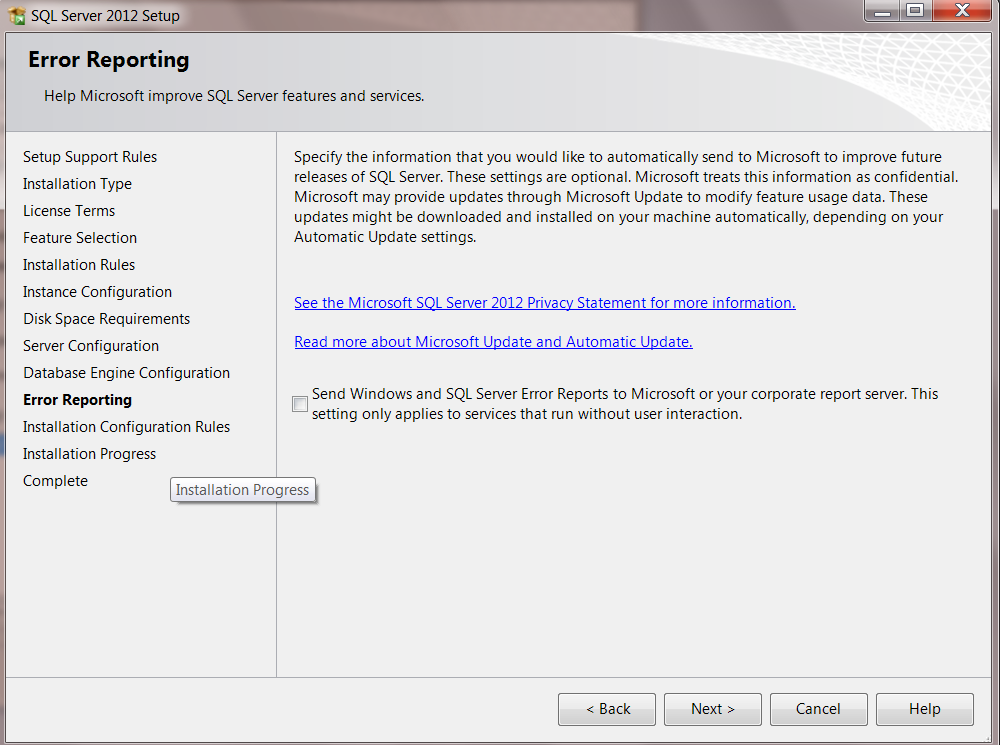 SQL Server 2012 Setup
Error Reporting
Help Microsoft improve SQL Server features and services.
Setup Support Rules
Installation Type
License Terms
Feature Selection
Installation Rules
Instance Configuration
Disk Space Requirements
Server Configuration
Database Engine Configuration
Error Reporting
Installation Configuration Rules
Installation Progress
Complete
Installation Progress
Specify the information that you would like to automatically send to Microsoft to improve future
releases of SQL Server. These settings are optional. Microsoft treats this information as confidential.
Microsoft may provide updates through Microsoft Update to modify feature usage data. These
updates might be downloaded and installed on your machine automatically, depending on your
Automatic Update settings.
See the Microsoft SQL Server 2012 Privacy Statement for more information.
Read more about Microsoft Update and Automatic Update.
Send Windows and SQL Server Error Reports to Microsoft or your corporate report server. This
setting only applies to services that run without user interaction.
< Back
Next >
Cancel
Help